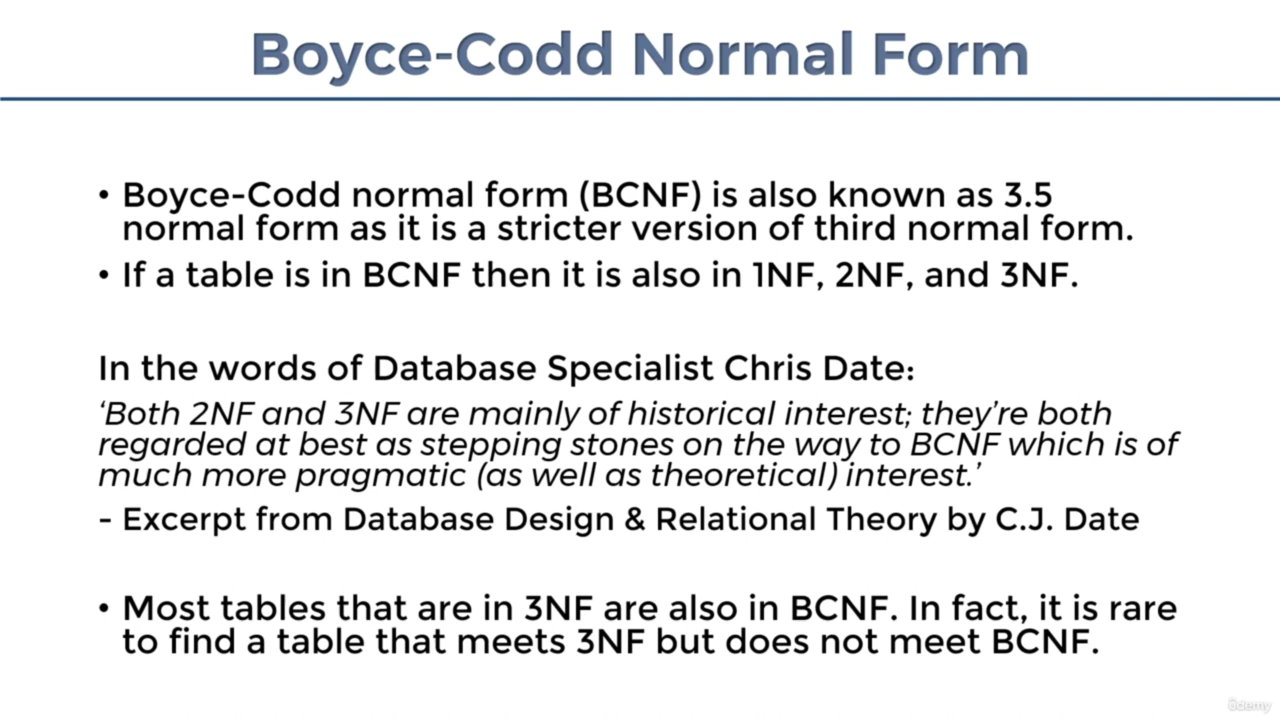 Boyce-Codd Normal Form
• Boyce-Codd normal form (BCNF) is also known as 3.5
normal form as it is a stricter version of third normal form.
• If a table is in BCNF then it is also in 1NF, 2NF, and 3NF.
In the words of Database Specialist Chris Date:
‘Both 2NF and 3NF are mainly of historical interest; they’re both
regarded at best as stepping stones on the way to BCNF which is of
much more pragmatic (as well as theoretical) interest.’
- Excerpt from Database Design & Relational Theory by C.J. Date
• Most tables that are in 3NF are also in BCNF. In fact, it is rare
to find a table that meets 3NF but does not meet BCNF.
ûdemy